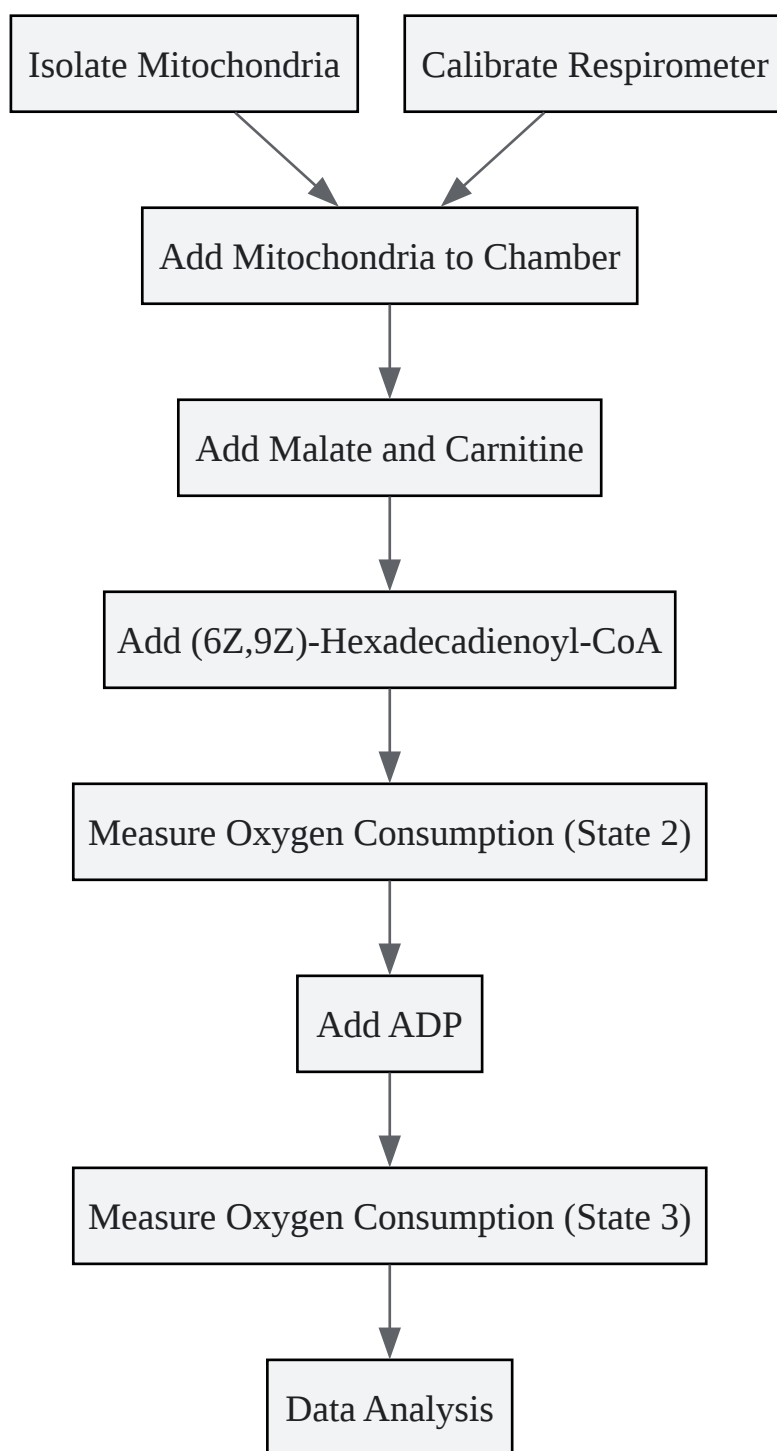 Isolate Mitochondria
Calibrate Respirometer
Add Mitochondria to Chamber
Add Malate and Carnitine
Add (6Z,9Z)-Hexadecadienoyl-CoA
Measure Oxygen Consumption (State 2)
Add ADP
Measure Oxygen Consumption (State 3)
Data Analysis